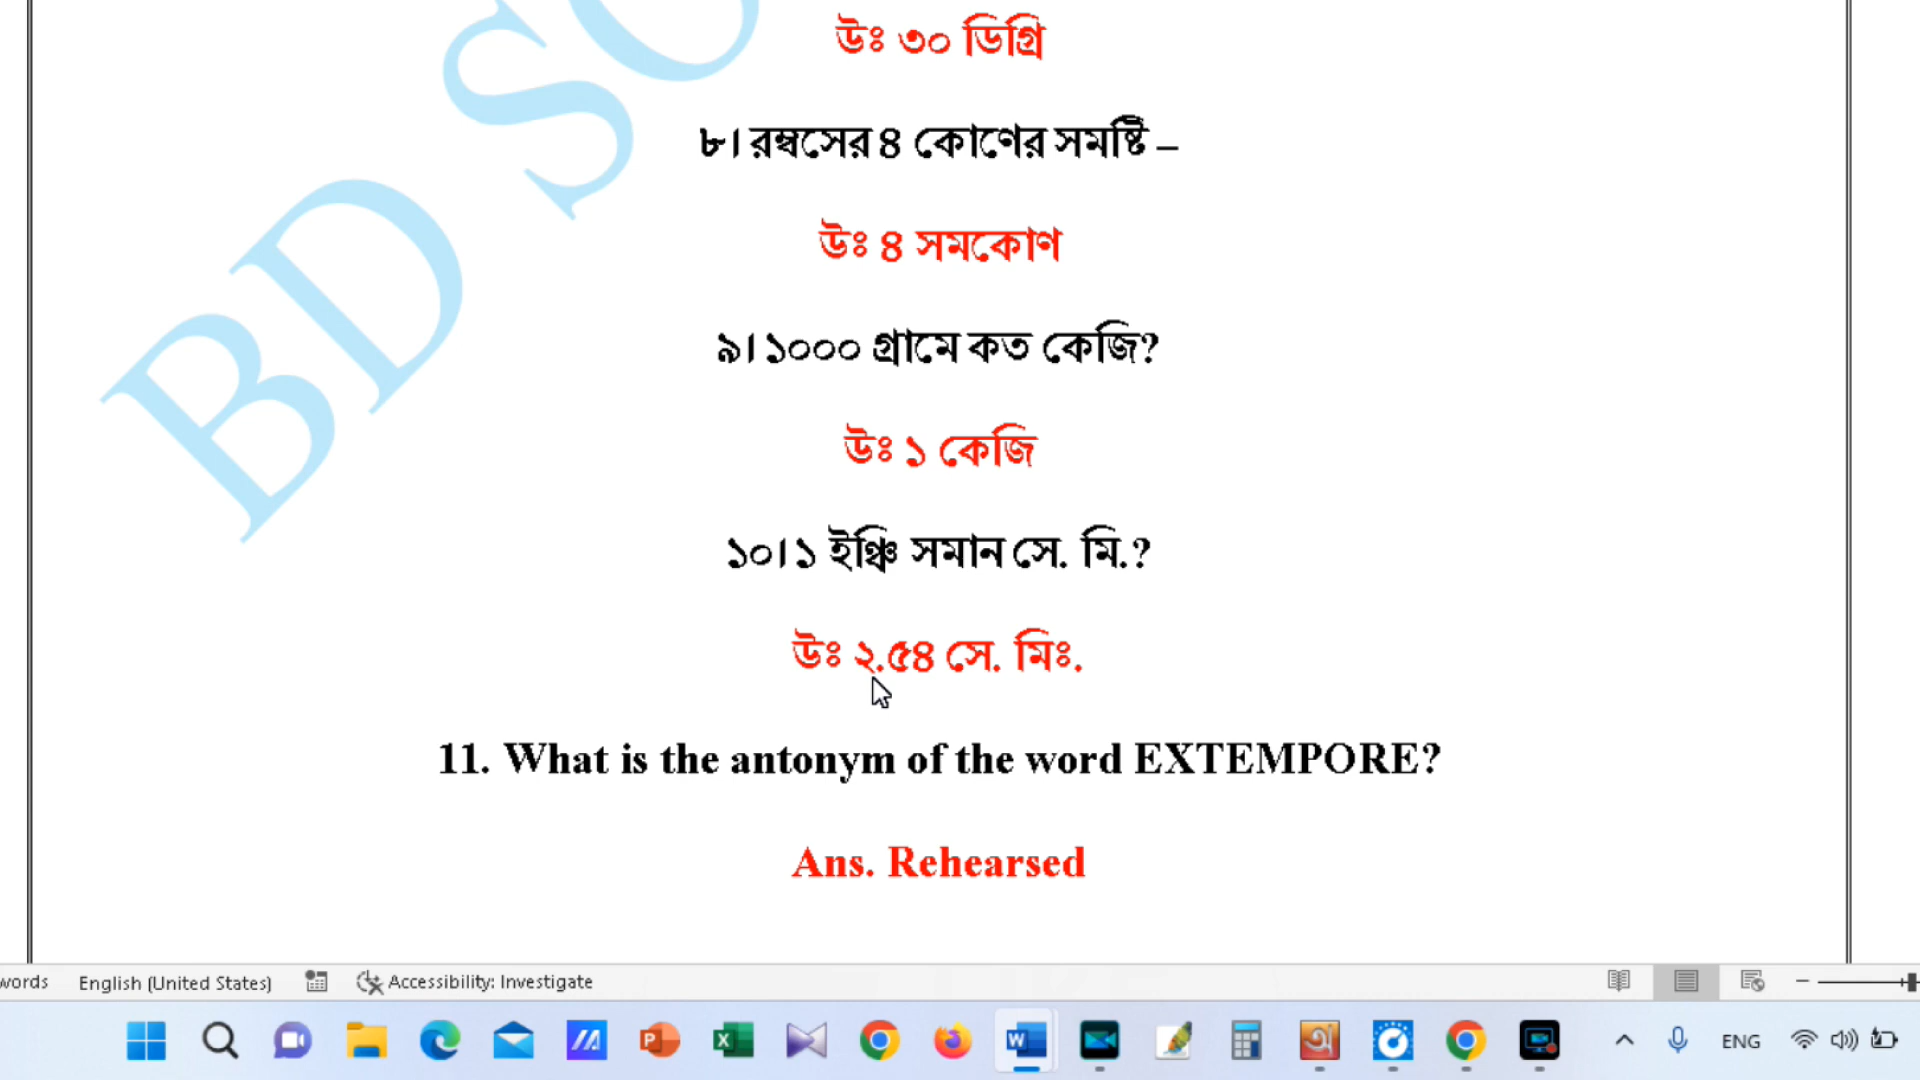 উঃ ৩০ ডিগ্রি
৮। রম্বসের ৪ কোণের সমষ্টি –
উঃ ৪ সমকোণ
৯। ১০০০ গ্রামে কত কেজি?
উঃ ১ কেজি
১০। ১ ইঞ্চি সমান সে. মি.?
উঃ ২.৫৪ সে. মিঃ.
11. What is the antonym of the word EXTEMPORE?
Ans. Rehearsed
BD SO
words English (United States) Accessibility: Investigate
ENG